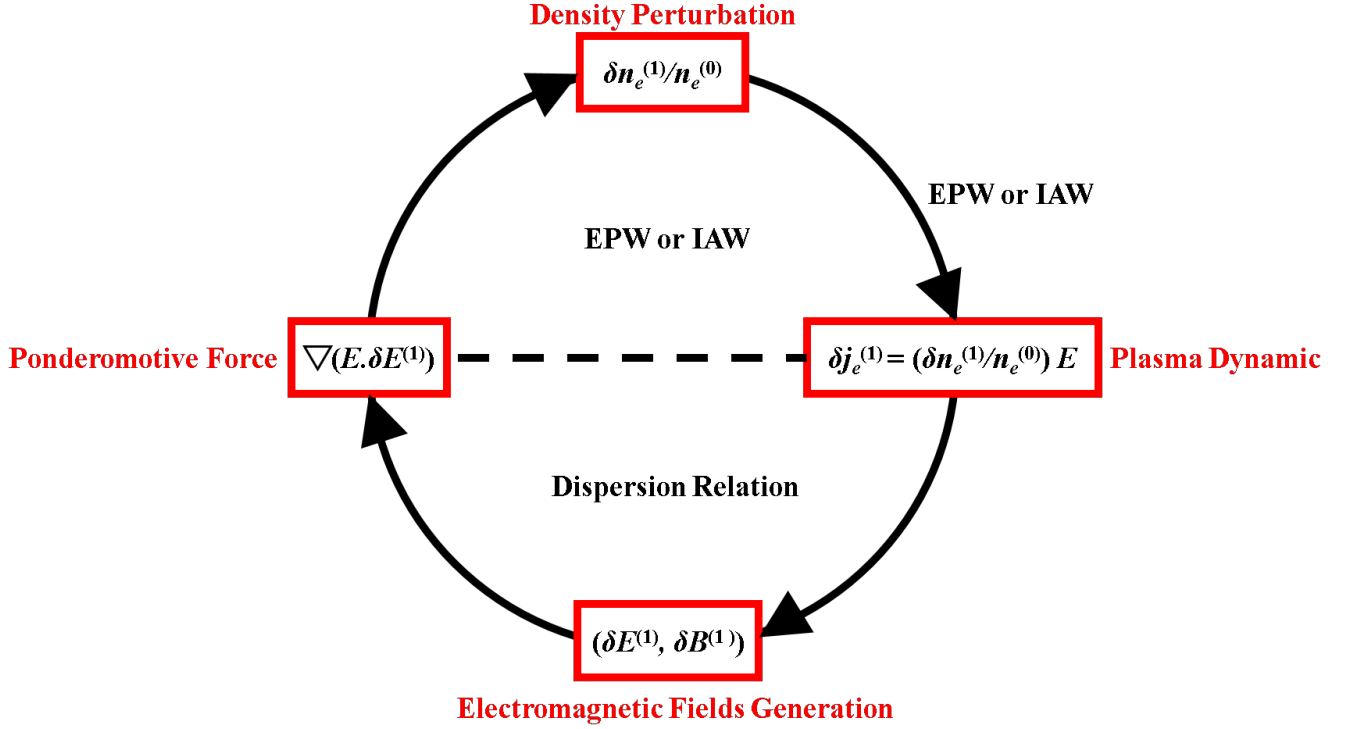 Density Perturbation
δnₑ⁽¹⁾/nₑ⁽⁰⁾
EPW or IAW
EPW or IAW
Ponderomotive Force
▽(E.δE⁽¹⁾)
δjₑ⁽¹⁾ = (δnₑ⁽¹⁾/nₑ⁽⁰⁾) E
Plasma Dynamic
Dispersion Relation
(δE⁽¹⁾, δB⁽¹ ⁾)
Electromagnetic Fields Generation